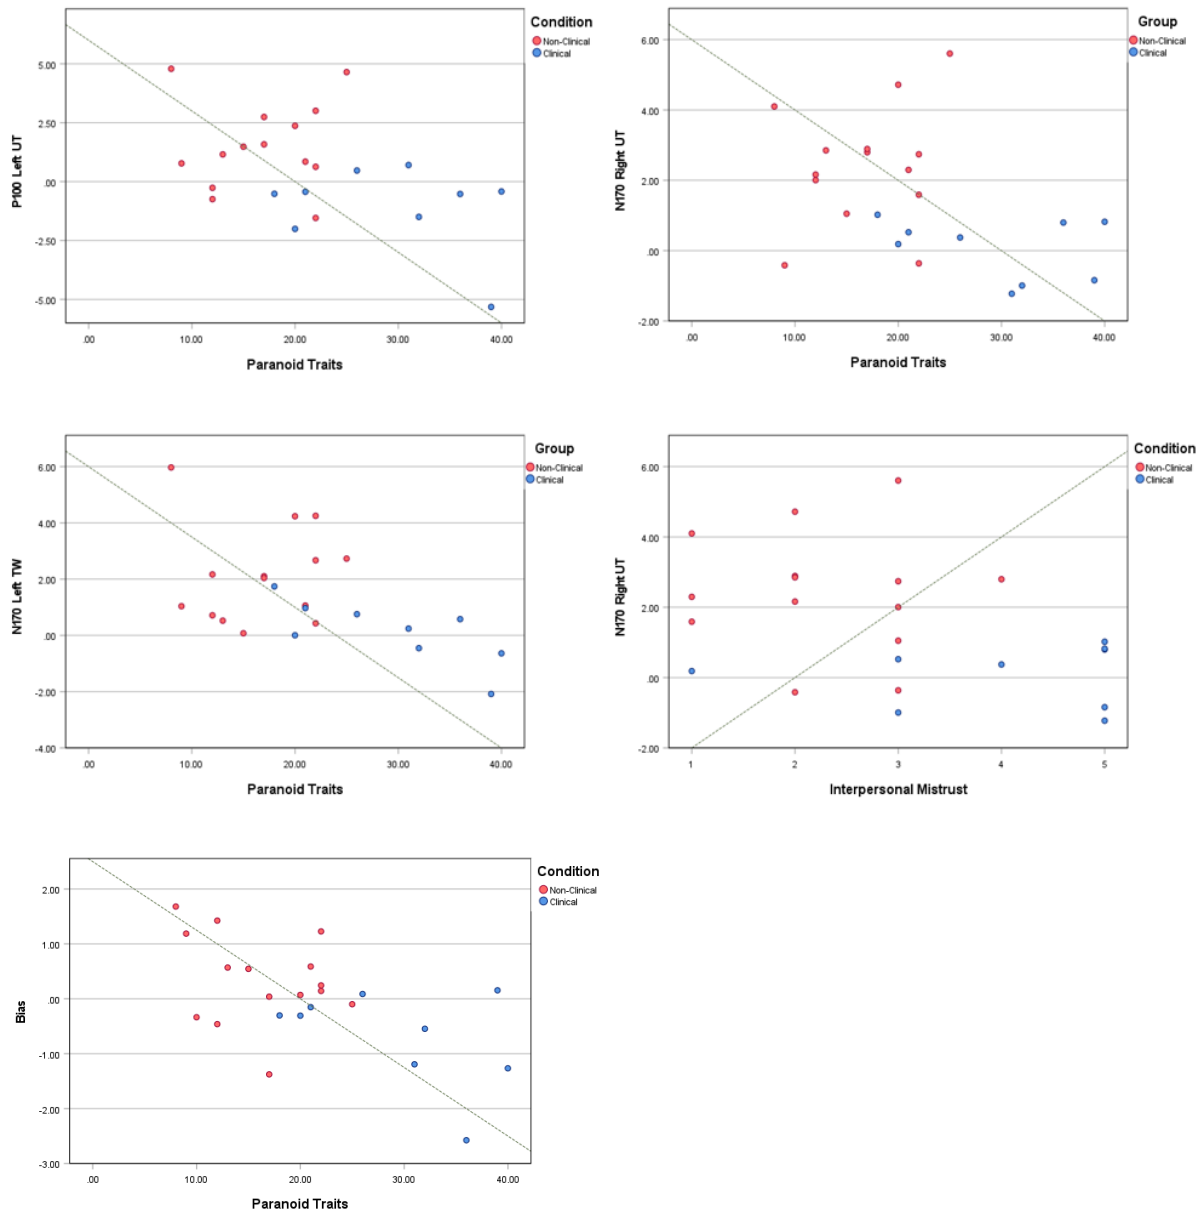 Condition
Non-Clinical
Clinical
5.00
2.50
.00
-2.50
-5.00
P100 Left UT
.00 10.00 20.00 30.00 40.00
Paranoid Traits
Group
Non-Clinical
Clinical
6.00
4.00
2.00
.00
-2.00
N170 Right UT
.00 10.00 20.00 30.00 40.00
Paranoid Traits
Group
Non-Clinical
Clinical
6.00
4.00
2.00
.00
-2.00
-4.00
N170 Left TW
.00 10.00 20.00 30.00 40.00
Paranoid Traits
Condition
Non-Clinical
Clinical
6.00
4.00
2.00
.00
-2.00
N170 Right UT
1 2 3 4 5
Interpersonal Mistrust
Condition
Non-Clinical
Clinical
2.00
1.00
.00
-1.00
-2.00
-3.00
Bias
.00 10.00 20.00 30.00 40.00
Paranoid Traits